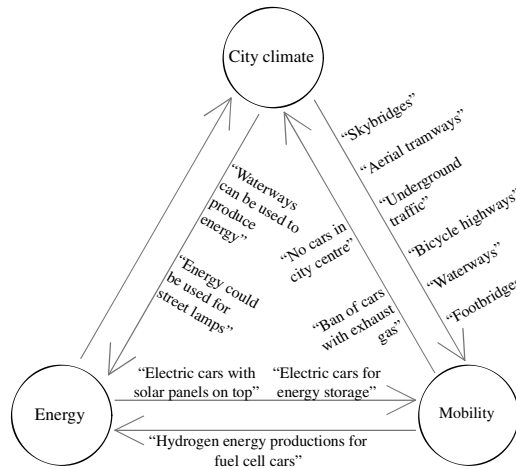 City climate
“Skybridges”
“Aerial tramways”
“Underground
traffic”
“Bicycle highways”
“Waterways”
“Footbridges”
“Waterways
can be used to
produce
energy”
“No cars in
city centre”
“Energy could
be used for
street lamps”
“Ban of cars
with exhaust
gas”
“Electric cars with
solar panels on top”
“Electric cars for
energy storage”
Energy
Mobility
“Hydrogen energy productions for
fuel cell cars”